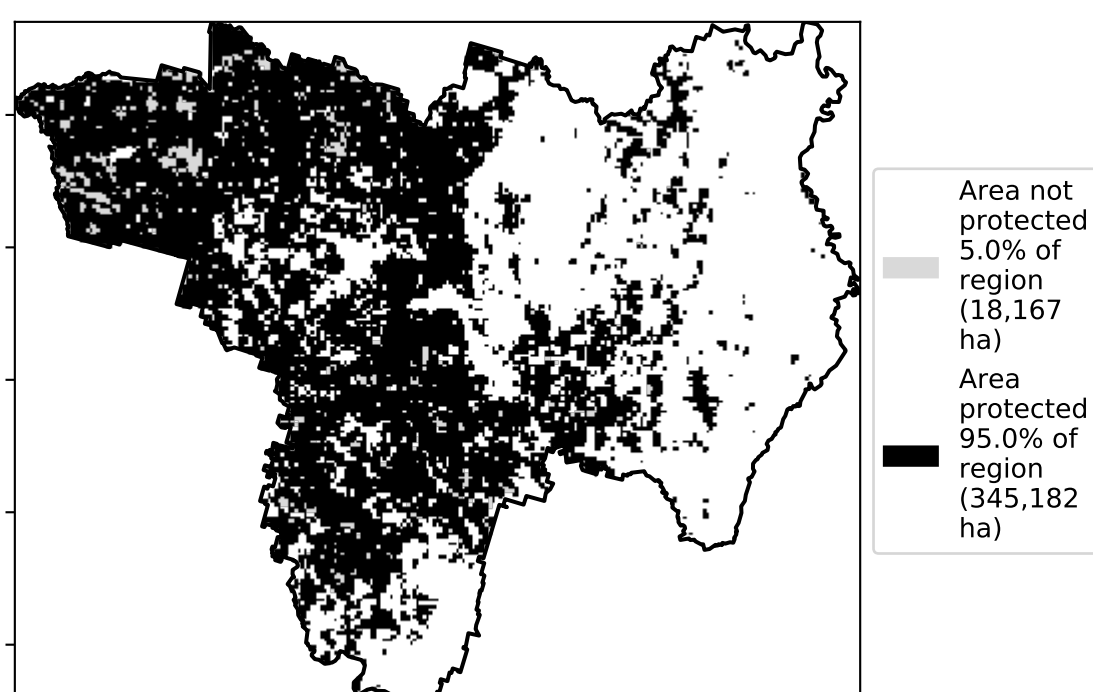 Area not
protected
5.0% of
region
(18,167
ha)
Area
protected
95.0% of
region
(345,182
ha)